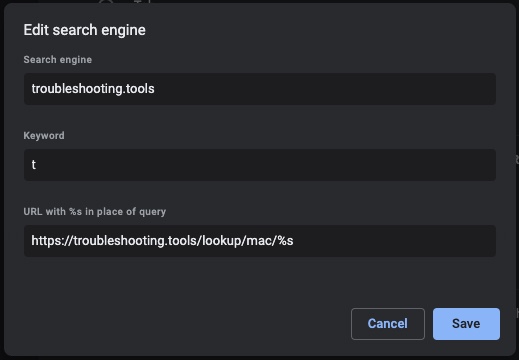 Edit search engine
Search engine
troubleshooting.tools
Keyword
t
URL with %s in place of query
https://troubleshooting.tools/lookup/mac/%s
Cancel Save